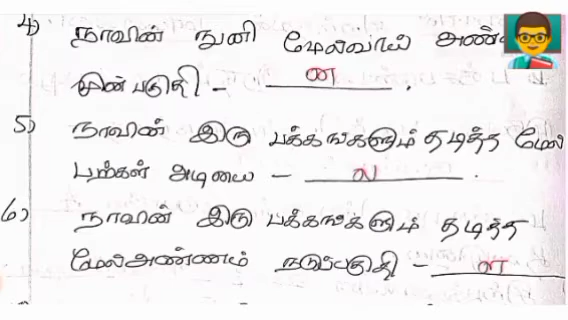 4) நாவின் நுனி மேல்வாய் அண்
முன் பகுதி - ன .
5) நாவின் இரு பக்கங்களும் தடித்த மேல்
பற்கள் அடியை - ல .
6) நாவின் இரு பக்கங்களும் தடித்த
மேல்அண்ணம் நடுப்பகுதி - ள